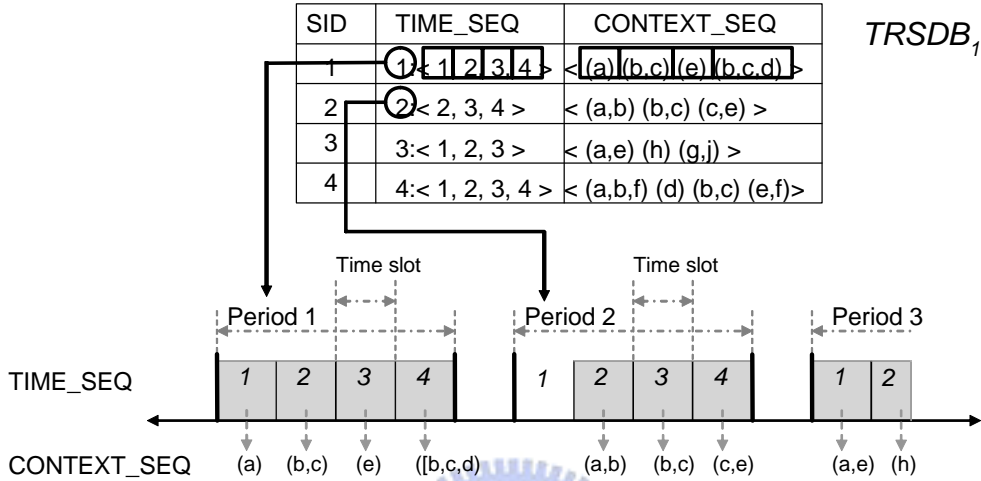 SID TIME_SEQ CONTEXT_SEQ
TRSDB1
1 1:< 1, 2, 3, 4 > < (a) (b,c) (e) (b,c,d) >
2 2:< 2, 3, 4 > < (a,b) (b,c) (c,e) >
3 3:< 1, 2, 3 > < (a,e) (h) (g,j) >
4 4:< 1, 2, 3, 4 > < (a,b,f) (d) (b,c) (e,f)>
Time slot Time slot
Period 1 Period 2 Period 3
TIME_SEQ 1 2 3 4 1 2 3 4 1 2
CONTEXT_SEQ (a) (b,c) (e) ([b,c,d) (a,b) (b,c) (c,e) (a,e) (h)